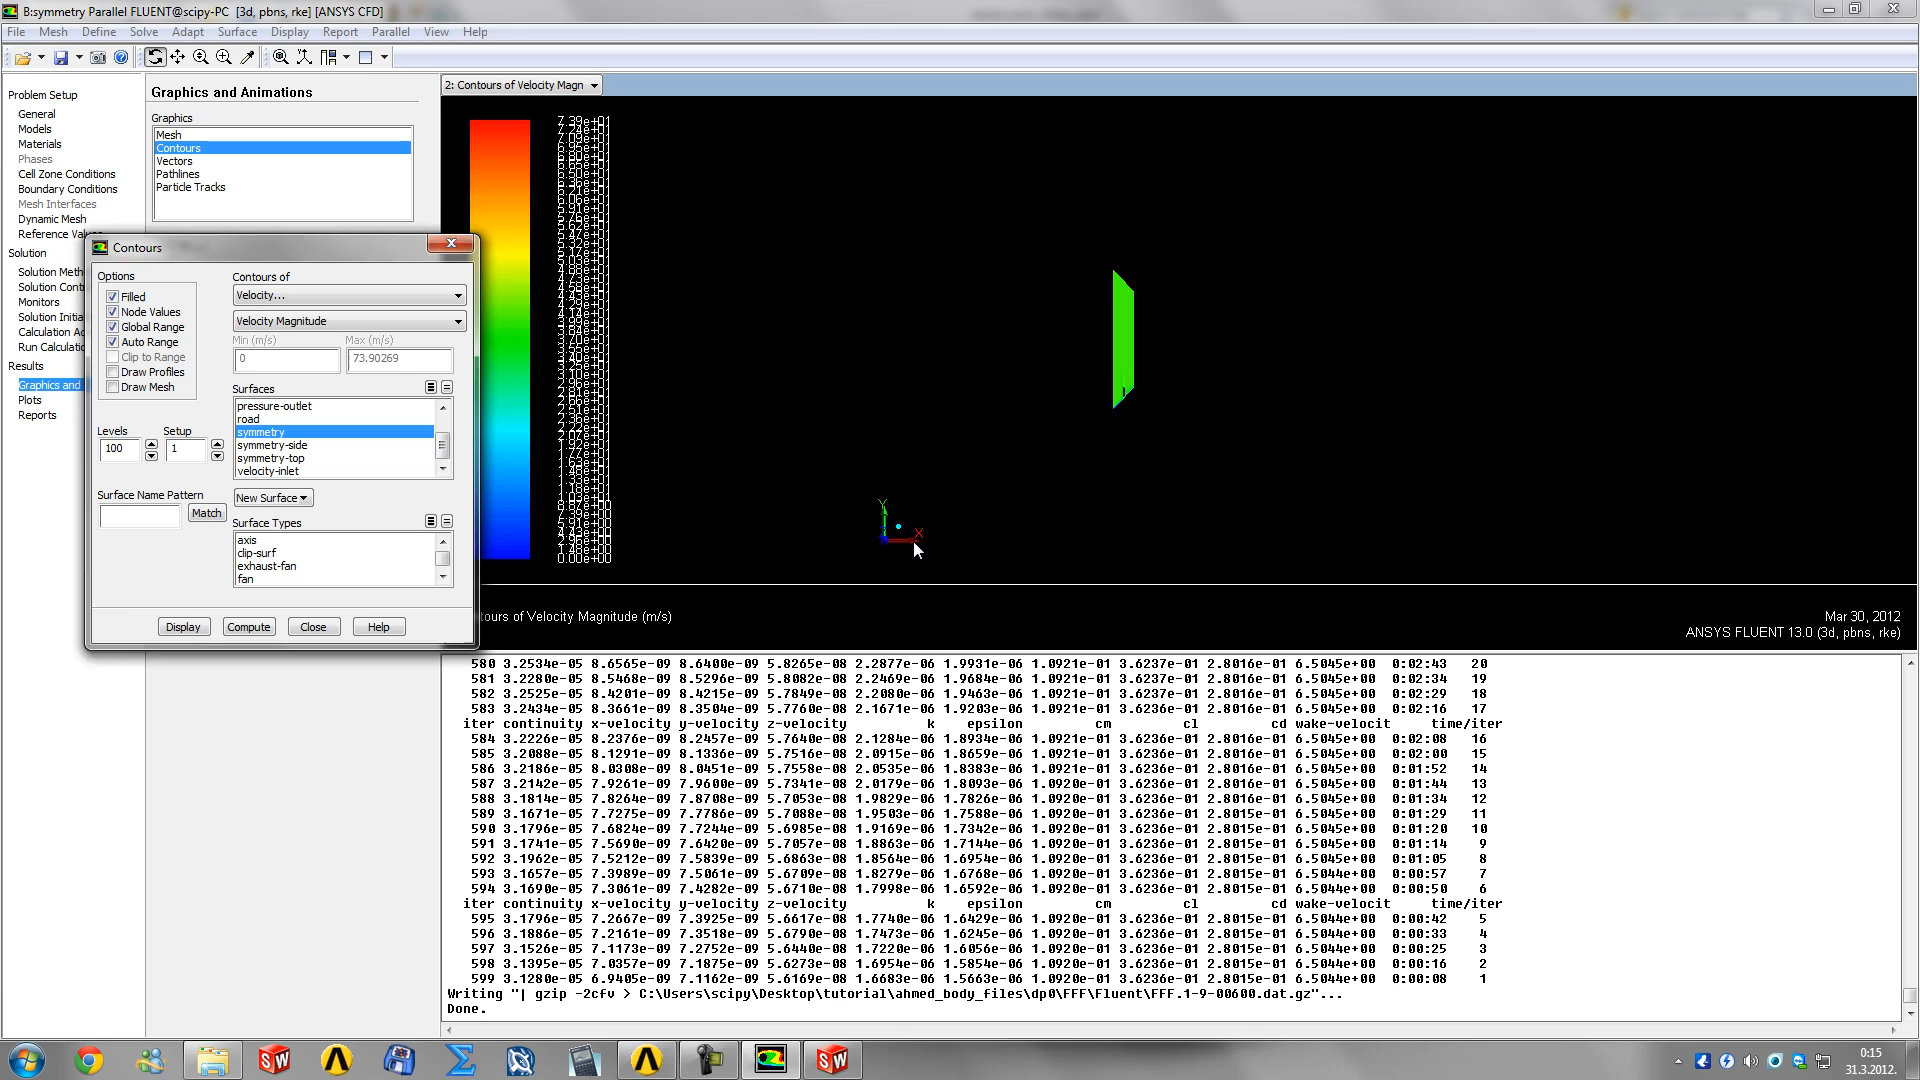 B:symmetry Parallel FLUENT@scipy-PC [3d, pbns, rke] [ANSYS CFD]
File Mesh Define Solve Adapt Surface Display Report Parallel View Help
Problem Setup
General
Models
Materials
Phases
Cell Zone Conditions
Boundary Conditions
Mesh Interfaces
Dynamic Mesh
Reference Values
Solution
Solution Meth
Solution Cont
Monitors
Solution Initia
Calculation Ac
Run Calculatio
Results
Graphics and
Plots
Reports
Graphics and Animations
Graphics
Mesh
Contours
Vectors
Pathlines
Particle Tracks
Contours
Options
Filled
Node Values
Global Range
Auto Range
Clip to Range
Draw Profiles
Draw Mesh
Levels Setup
100 1
Surface Name Pattern
Match
Contours of
Velocity...
Velocity Magnitude
Min (m/s) Max (m/s)
0 73.90269
Surfaces
pressure-outlet
road
symmetry
symmetry-side
symmetry-top
velocity-inlet
New Surface
Surface Types
axis
clip-surf
exhaust-fan
fan
Display Compute Close Help
2: Contours of Velocity Magn
7.39e+01
0.00e+00
Y
X
tours of Velocity Magnitude (m/s)
Mar 30, 2012
ANSYS FLUENT 13.0 (3d, pbns, rke)
580 3.2534e-05 8.6565e-09 8.6400e-09 5.8265e-08 2.2877e-06 1.9931e-06 1.0921e-01 3.6237e-01 2.8016e-01 6.5045e+00 0:02:43 20
581 3.2280e-05 8.5468e-09 8.5296e-09 5.8082e-08 2.2469e-06 1.9684e-06 1.0921e-01 3.6237e-01 2.8016e-01 6.5045e+00 0:02:34 19
582 3.2525e-05 8.4201e-09 8.4215e-09 5.7849e-08 2.2080e-06 1.9463e-06 1.0921e-01 3.6237e-01 2.8016e-01 6.5045e+00 0:02:29 18
583 3.2434e-05 8.3661e-09 8.3504e-09 5.7760e-08 2.1671e-06 1.9203e-06 1.0921e-01 3.6237e-01 2.8016e-01 6.5045e+00 0:02:16 17
iter continuity x-velocity y-velocity z-velocity k epsilon cm cl cd wake-velocit time/iter
584 3.2226e-05 8.2376e-09 8.2457e-09 5.7640e-08 2.1284e-06 1.8934e-06 1.0921e-01 3.6236e-01 2.8016e-01 6.5045e+00 0:02:08 16
585 3.2088e-05 8.1291e-09 8.1336e-09 5.7516e-08 2.0915e-06 1.8659e-06 1.0921e-01 3.6236e-01 2.8016e-01 6.5045e+00 0:02:00 15
586 3.2186e-05 8.0308e-09 8.0451e-09 5.7558e-08 2.0535e-06 1.8383e-06 1.0921e-01 3.6236e-01 2.8016e-01 6.5045e+00 0:01:52 14
587 3.2142e-05 7.9261e-09 7.9600e-09 5.7341e-08 2.0179e-06 1.8093e-06 1.0921e-01 3.6236e-01 2.8016e-01 6.5045e+00 0:01:44 13
588 3.1814e-05 7.8264e-09 7.8708e-09 5.7053e-08 1.9829e-06 1.7826e-06 1.0921e-01 3.6236e-01 2.8016e-01 6.5045e+00 0:01:34 12
589 3.1671e-05 7.7275e-09 7.7786e-09 5.7089e-08 1.9503e-06 1.7588e-06 1.0921e-01 3.6236e-01 2.8015e-01 6.5045e+00 0:01:29 11
590 3.1796e-05 7.6824e-09 7.7244e-09 5.6985e-08 1.9169e-06 1.7342e-06 1.0920e-01 3.6236e-01 2.8015e-01 6.5045e+00 0:01:20 10
591 3.1741e-05 7.5690e-09 7.6420e-09 5.7057e-08 1.8863e-06 1.7144e-06 1.0920e-01 3.6236e-01 2.8015e-01 6.5045e+00 0:01:14 9
592 3.1962e-05 7.5212e-09 7.5839e-09 5.6863e-08 1.8564e-06 1.6954e-06 1.0920e-01 3.6236e-01 2.8015e-01 6.5045e+00 0:01:05 8
593 3.1657e-05 7.3989e-09 7.5061e-09 5.6709e-08 1.8279e-06 1.6768e-06 1.0920e-01 3.6236e-01 2.8015e-01 6.5044e+00 0:00:57 7
594 3.1690e-05 7.3061e-09 7.4282e-09 5.6710e-08 1.7998e-06 1.6592e-06 1.0920e-01 3.6236e-01 2.8015e-01 6.5044e+00 0:00:50 6
iter continuity x-velocity y-velocity z-velocity k epsilon cm cl cd wake-velocit time/iter
595 3.1796e-05 7.2667e-09 7.3925e-09 5.6617e-08 1.7740e-06 1.6429e-06 1.0920e-01 3.6236e-01 2.8015e-01 6.5044e+00 0:00:42 5
596 3.1886e-05 7.2161e-09 7.3518e-09 5.6790e-08 1.7473e-06 1.6245e-06 1.0920e-01 3.6236e-01 2.8015e-01 6.5044e+00 0:00:33 4
597 3.1526e-05 7.1173e-09 7.2752e-09 5.6440e-08 1.7220e-06 1.6056e-06 1.0920e-01 3.6236e-01 2.8015e-01 6.5044e+00 0:00:25 3
598 3.1395e-05 7.0357e-09 7.1875e-09 5.6273e-08 1.6954e-06 1.5854e-06 1.0920e-01 3.6236e-01 2.8015e-01 6.5044e+00 0:00:16 2
599 3.1280e-05 6.9405e-09 7.1162e-09 5.6169e-08 1.6683e-06 1.5663e-06 1.0920e-01 3.6236e-01 2.8015e-01 6.5044e+00 0:00:08 1
Writing "| gzip -2cfv > C:\Users\scipy\Desktop\tutorial\ahmed_body_files\dp0\FFF\Fluent\FFF.1-9-00600.dat.gz"...
Done.
0:15
31.3.2012.